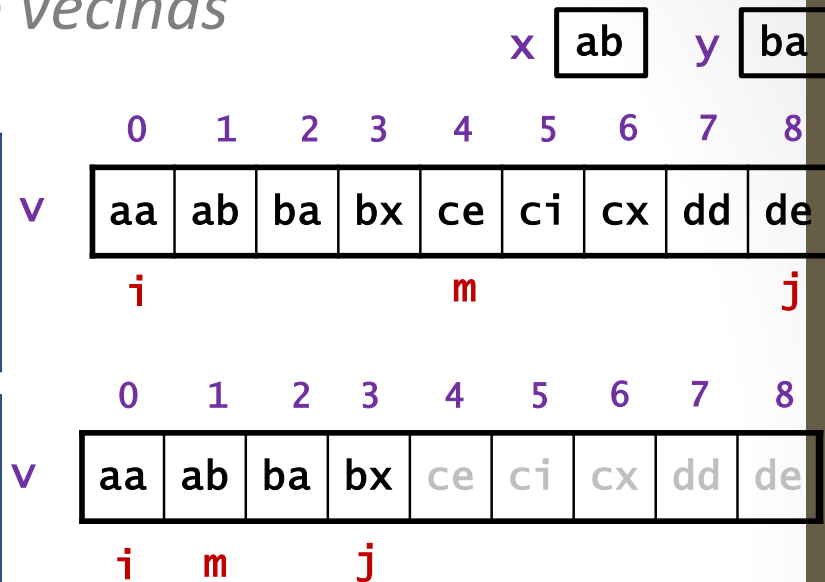 vecinas
x ab y ba
0 1 2 3 4 5 6 7 8
v aa ab ba bx ce ci cx dd de
i m j
0 1 2 3 4 5 6 7 8
v aa ab ba bx ce ci cx dd de
i m j